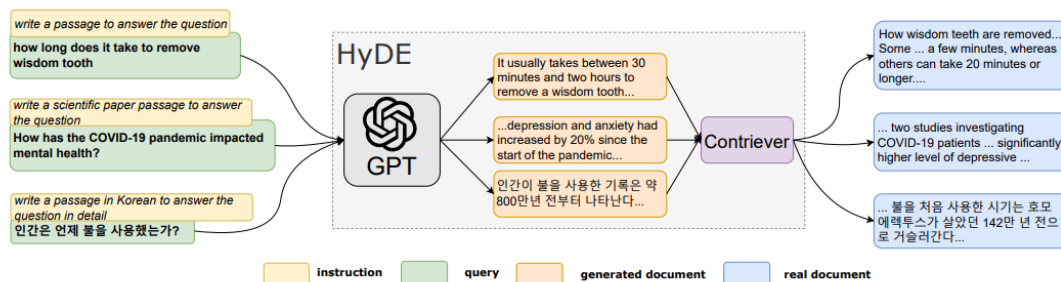 write a passage to answer the question
how long does it take to remove
wisdom tooth
write a scientific paper passage to answer
the question
How has the COVID-19 pandemic impacted
mental health?
write a passage in Korean to answer the
question in detail
인간은 언제 불을 사용했는가?
HyDE
GPT
It usually takes between 30
minutes and two hours to
remove a wisdom tooth...
...depression and anxiety had
increased by 20% since the
start of the pandemic...
인간이 불을 사용한 기록은 약
800만년 전부터 나타난다...
Contriever
How wisdom teeth are removed...
Some ... a few minutes, whereas
others can take 20 minutes or
longer....
... two studies investigating
COVID-19 patients ... significantly
higher level of depressive ...
... 불을 처음 사용한 시기는 호모
에렉투스가 살았던 142만 년 전으
로 거슬러간다...
instruction
query
generated document
real document